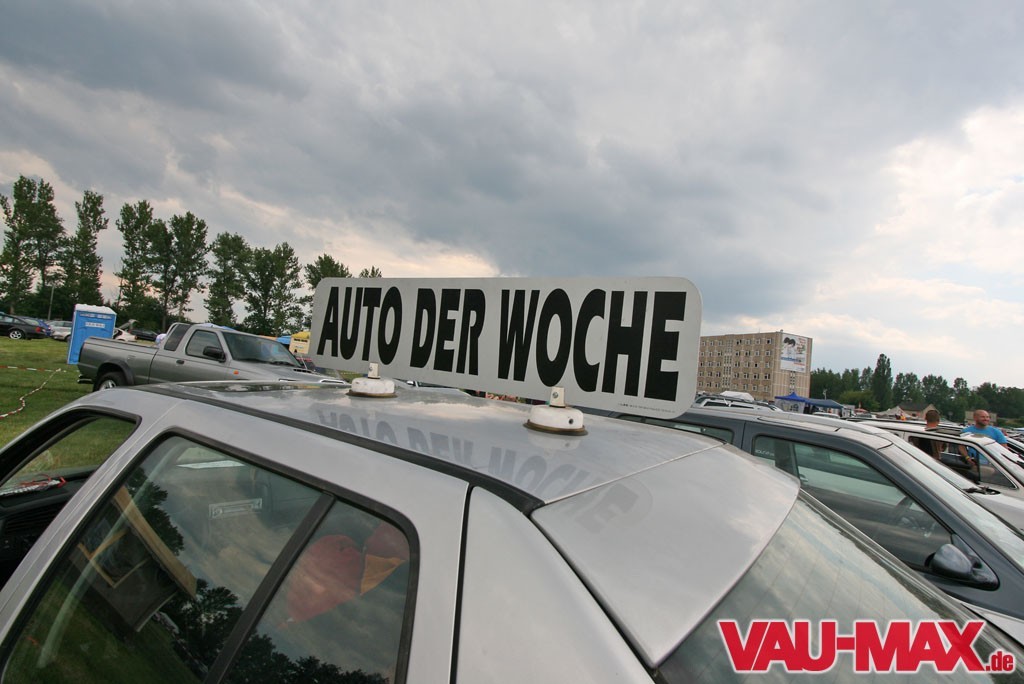 AUTO DER WOCHE
VAU-MAX.de